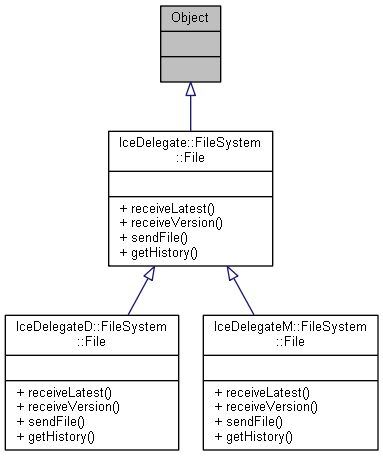 Object
IceDelegate::FileSystem
::File
+ receiveLatest()
+ receiveVersion()
+ sendFile()
+ getHistory()
IceDelegateD::FileSystem
::File
+ receiveLatest()
+ receiveVersion()
+ sendFile()
+ getHistory()
IceDelegateM::FileSystem
::File
+ receiveLatest()
+ receiveVersion()
+ sendFile()
+ getHistory()